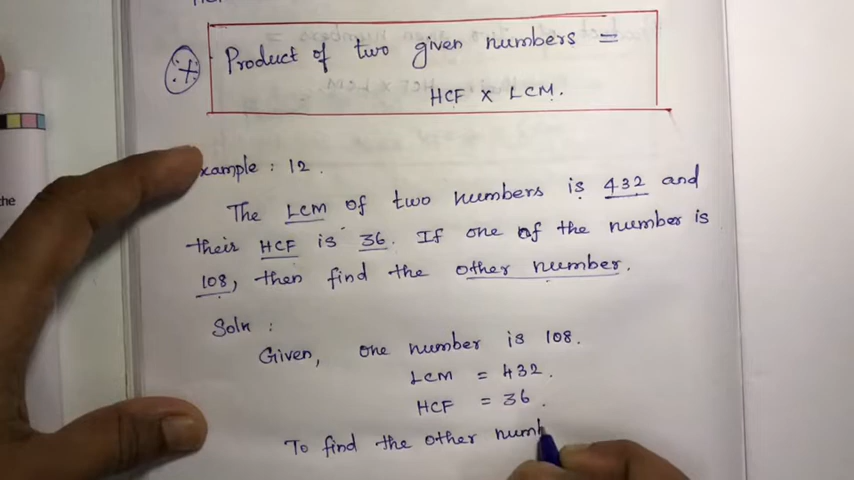 Product of two given numbers =
HCF x LCM.
xample : 12.
The LCM of two numbers is 432 and
their HCF is 36. If one of the number is
108, then find the other number.
Soln :
Given, one number is 108.
LCM = 432.
HCF = 36.
To find the other numb
the